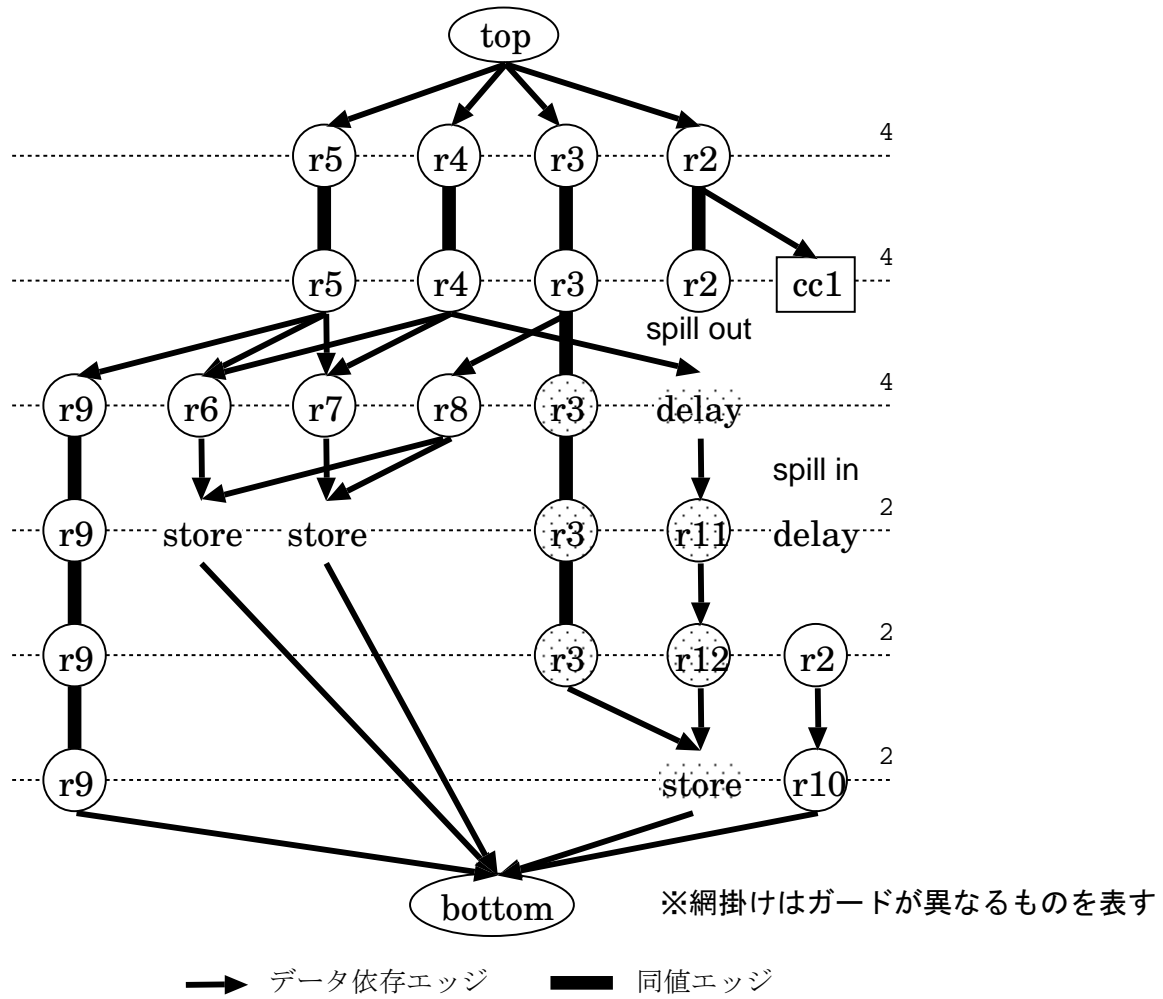 top
4
r5 r4 r3 r2
4
r5 r4 r3 r2 cc1
spill out
4
r9 r6 r7 r8 r3 delay
spill in
2
r9 store store r3 r11 delay
2
r9 r3 r12 r2
2
r9 store r10
bottom
※網掛けはガードが異なるものを表す
データ依存エッジ 同値エッジ